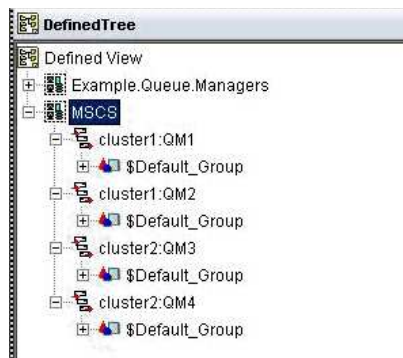 DefinedTree
Defined View
Example.Queue.Managers
MSCS
cluster1:QM1
$Default_Group
cluster1:QM2
$Default_Group
cluster2:QM3
$Default_Group
cluster2:QM4
$Default_Group